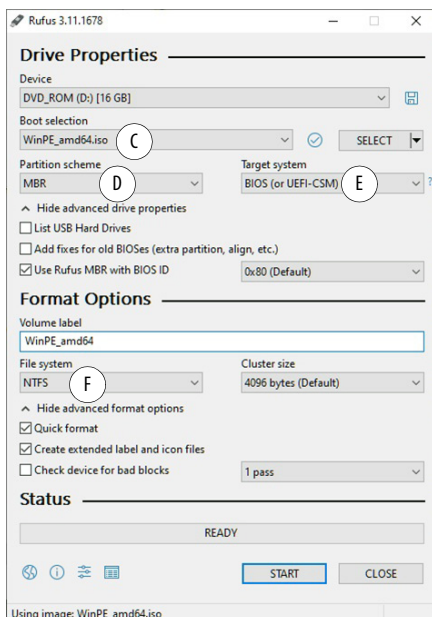 Rufus 3.11.1678
Drive Properties
Device
DVD_ROM (D:) [16 GB]
Boot selection
WinPE_amd64.iso C SELECT
Partition scheme Target system
MBR D BIOS (or UEFI-CSM) E ?
Hide advanced drive properties
List USB Hard Drives
Add fixes for old BIOSes (extra partition, align, etc.)
Use Rufus MBR with BIOS ID 0x80 (Default)
Format Options
Volume label
WinPE_amd64
File system Cluster size
NTFS F 4096 bytes (Default)
Hide advanced format options
Quick format
Create extended label and icon files
Check device for bad blocks 1 pass
Status
READY
START CLOSE
Using image: WinPE_amd64.iso